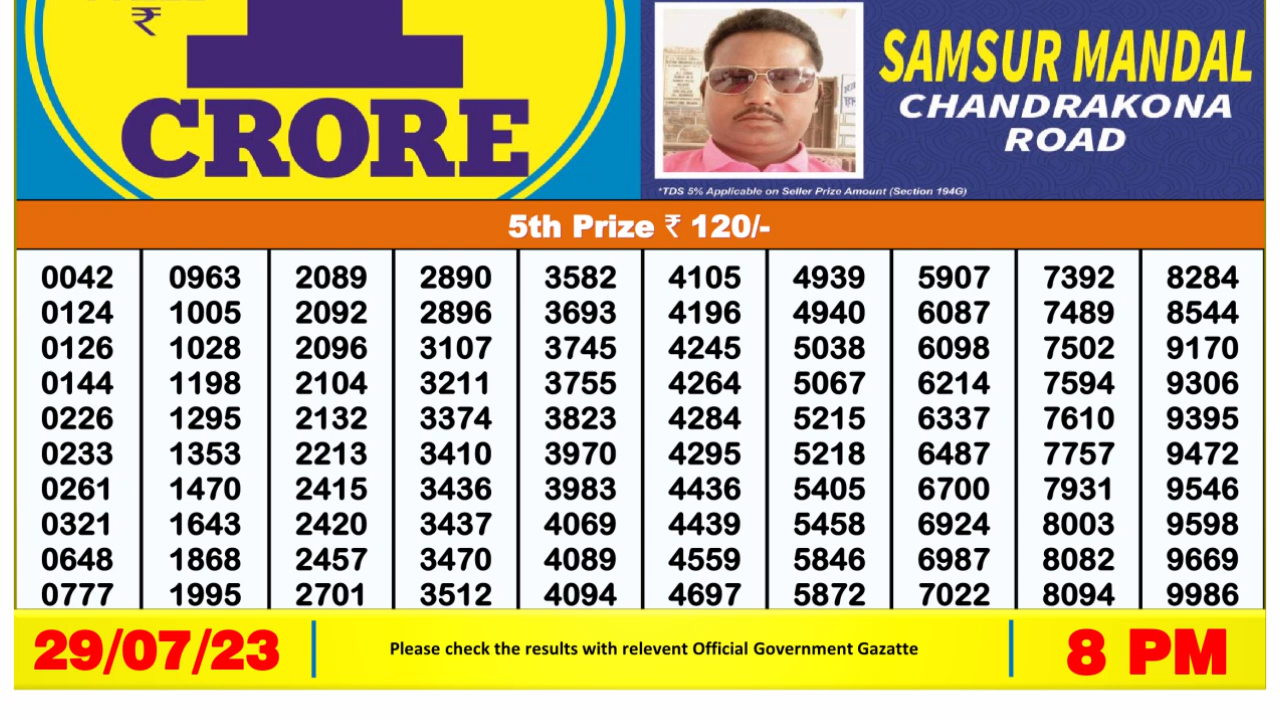 ₹ 1
CRORE
SAMSUR MANDAL
CHANDRAKONA
ROAD
*TDS 5% Applicable on Seller Prize Amount (Section 194G)
5th Prize ₹ 120/-
0042 0963 2089 2890 3582 4105 4939 5907 7392 8284
0124 1005 2092 2896 3693 4196 4940 6087 7489 8544
0126 1028 2096 3107 3745 4245 5038 6098 7502 9170
0144 1198 2104 3211 3755 4264 5067 6214 7594 9306
0226 1295 2132 3374 3823 4284 5215 6337 7610 9395
0233 1353 2213 3410 3970 4295 5218 6487 7757 9472
0261 1470 2415 3436 3983 4436 5405 6700 7931 9546
0321 1643 2420 3437 4069 4439 5458 6924 8003 9598
0648 1868 2457 3470 4089 4559 5846 6987 8082 9669
0777 1995 2701 3512 4094 4697 5872 7022 8094 9986
29/07/23 Please check the results with relevent Official Government Gazatte 8 PM